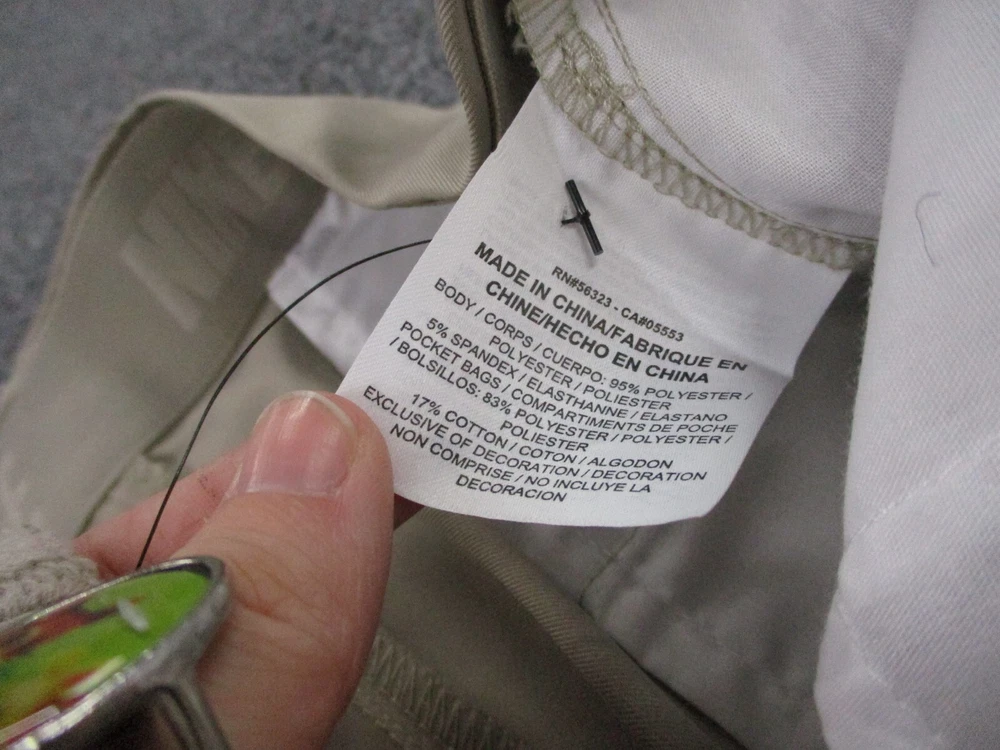 RN#56323 - CA#05553
MADE IN CHINA/FABRIQUE EN
CHINE/HECHO EN CHINA
BODY / CORPS / CUERPO: 95% POLYESTER /
POLYESTER / POLIESTER
5% SPANDEX / ELASTHANNE / ELASTANO
POCKET BAGS / COMPARTIMENTS DE POCHE
/ BOLSILLOS: 83% POLYESTER / POLYESTER /
POLIESTER
17% COTTON / COTON / ALGODON
EXCLUSIVE OF DECORATION / DECORATION
NON COMPRISE / NO INCLUYE LA
DECORACION